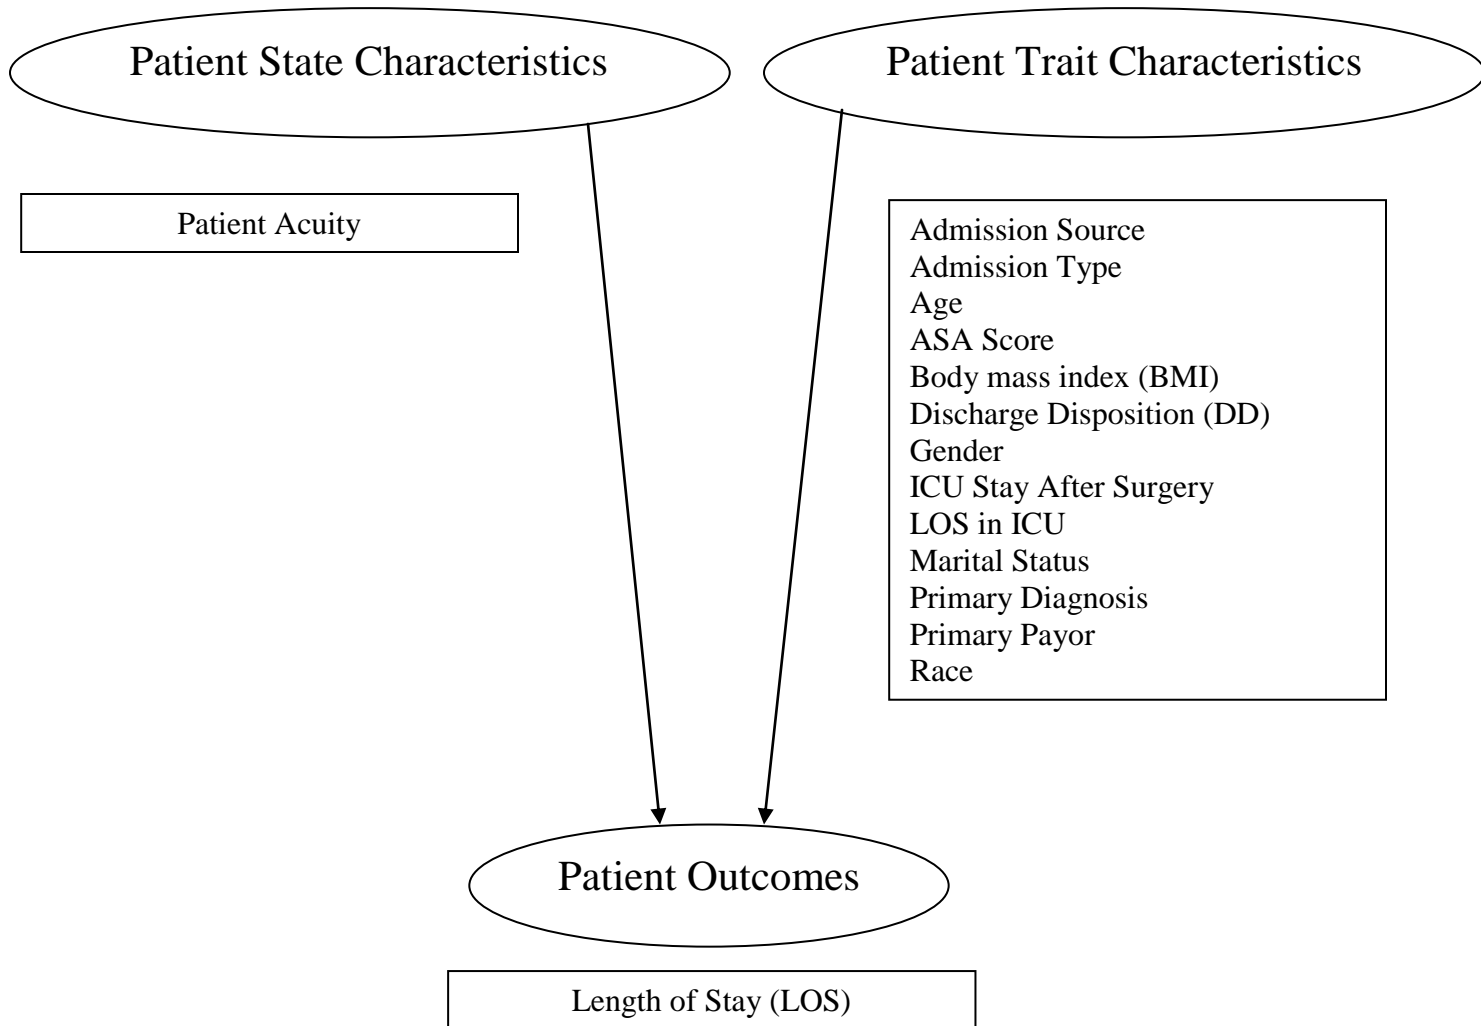 Patient State Characteristics
Patient Trait Characteristics
Patient Acuity
Admission Source
Admission Type
Age
ASA Score
Body mass index (BMI)
Discharge Disposition (DD)
Gender
ICU Stay After Surgery
LOS in ICU
Marital Status
Primary Diagnosis
Primary Payor
Race
Patient Outcomes
Length of Stay (LOS)